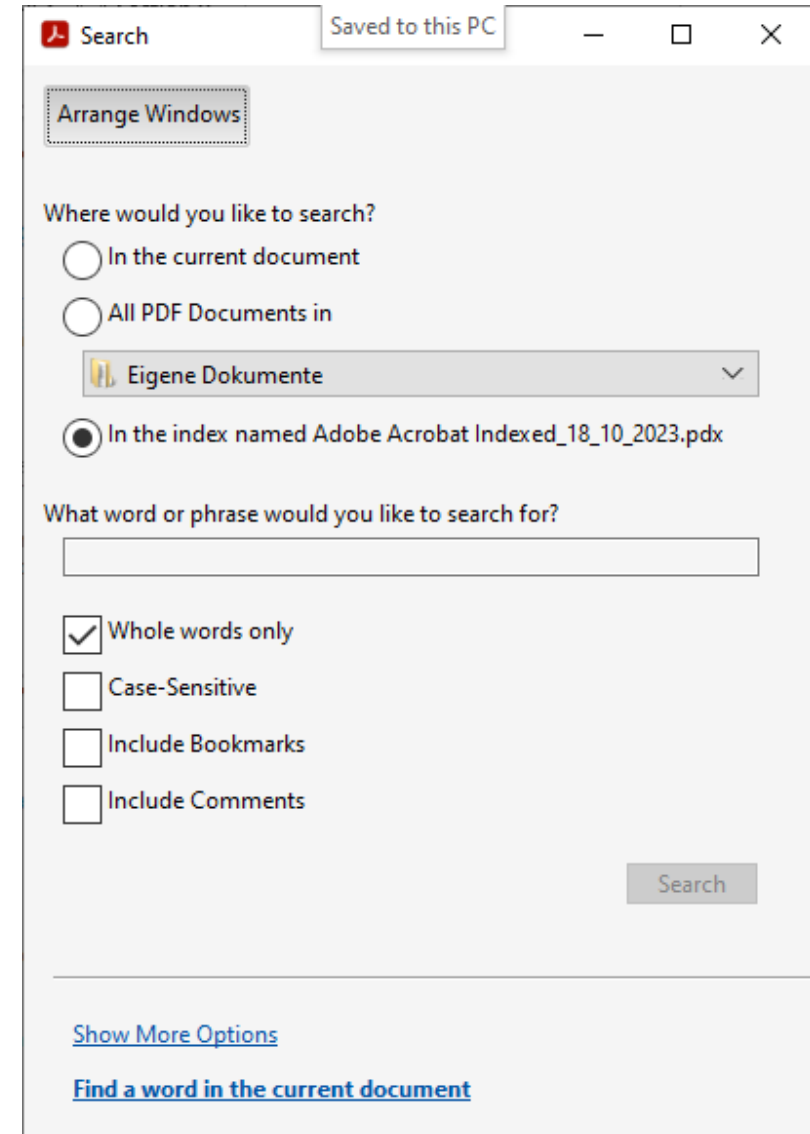 Search
Saved to this PC
Arrange Windows
Where would you like to search?
In the current document
All PDF Documents in
Eigene Dokumente
In the index named Adobe Acrobat Indexed_18_10_2023.pdx
What word or phrase would you like to search for?
Whole words only
Case-Sensitive
Include Bookmarks
Include Comments
Search
Show More Options
Find a word in the current document